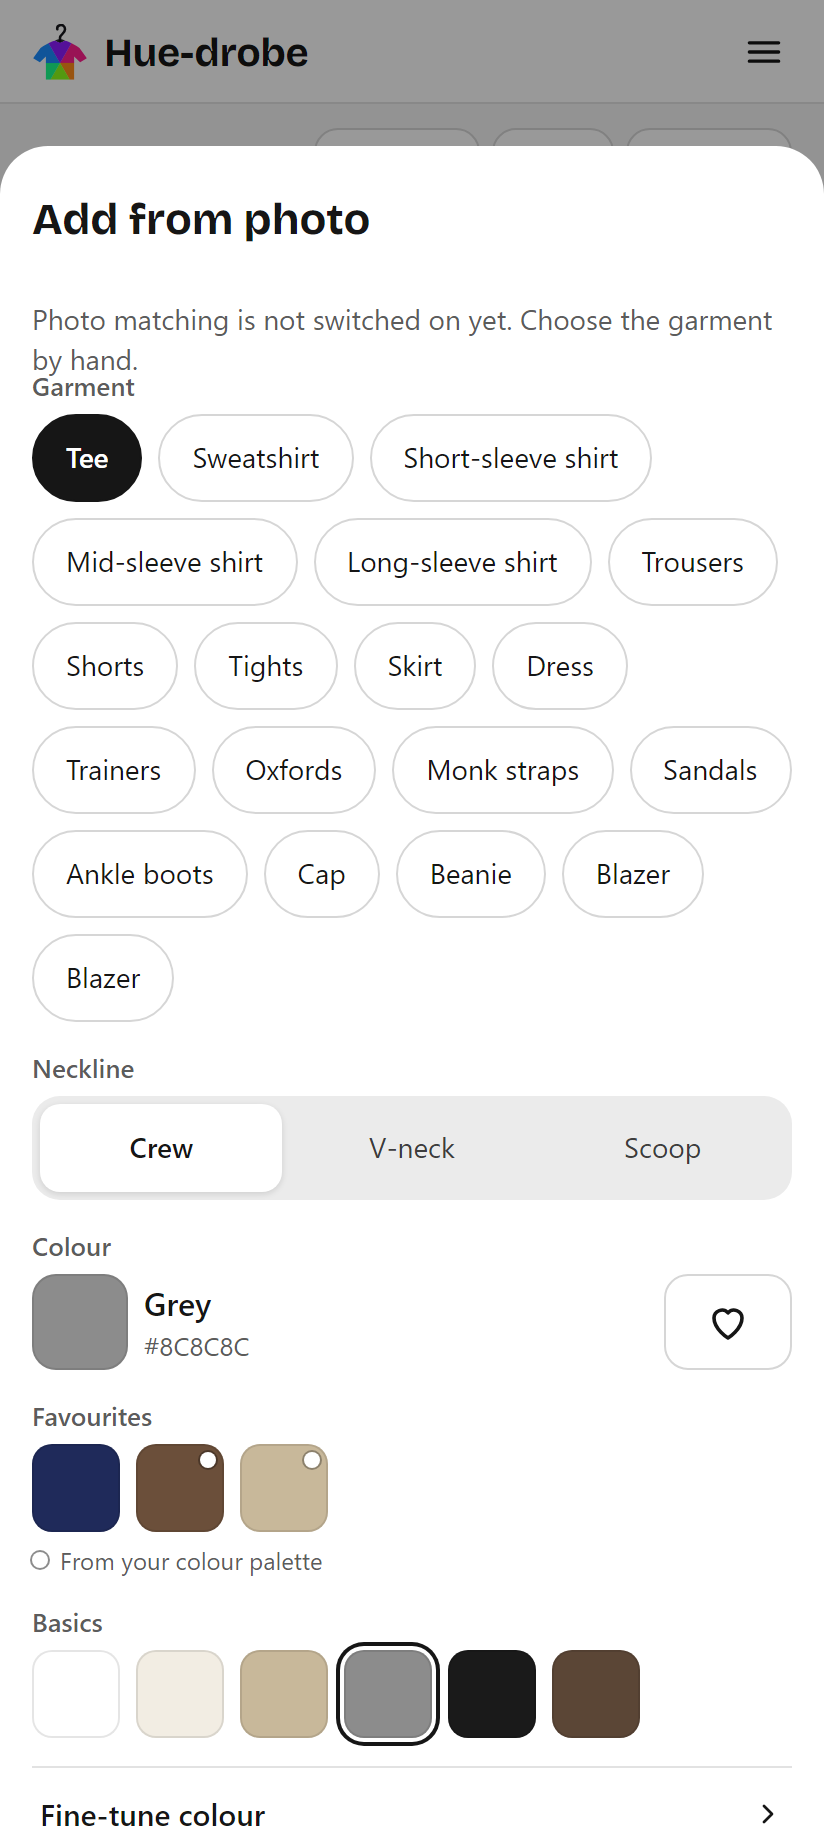 Hue-drobe
Add from photo
Photo matching is not switched on yet. Choose the garment
by hand.
Garment
Tee
Sweatshirt
Short-sleeve shirt
Mid-sleeve shirt
Long-sleeve shirt
Trousers
Shorts
Tights
Skirt
Dress
Trainers
Oxfords
Monk straps
Sandals
Ankle boots
Cap
Beanie
Blazer
Blazer
Neckline
Crew
V-neck
Scoop
Colour
Grey
#8C8C8C
Favourites
From your colour palette
Basics
Fine-tune colour